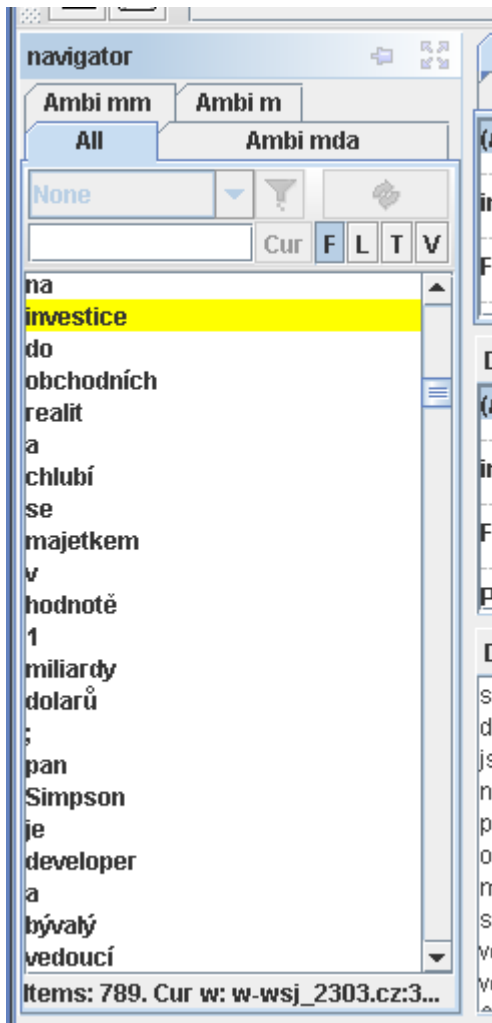 navigator
Ambi mm
Ambi m
All
Ambi mda
None
Cur F L T V
na
investice
do
obchodních
realit
a
chlubí
se
majetkem
v
hodnotě
1
miliardy
dolarů
;
pan
Simpson
je
developer
a
bývalý
vedoucí
Items: 789. Cur w: w-wsj_2303.cz:3...